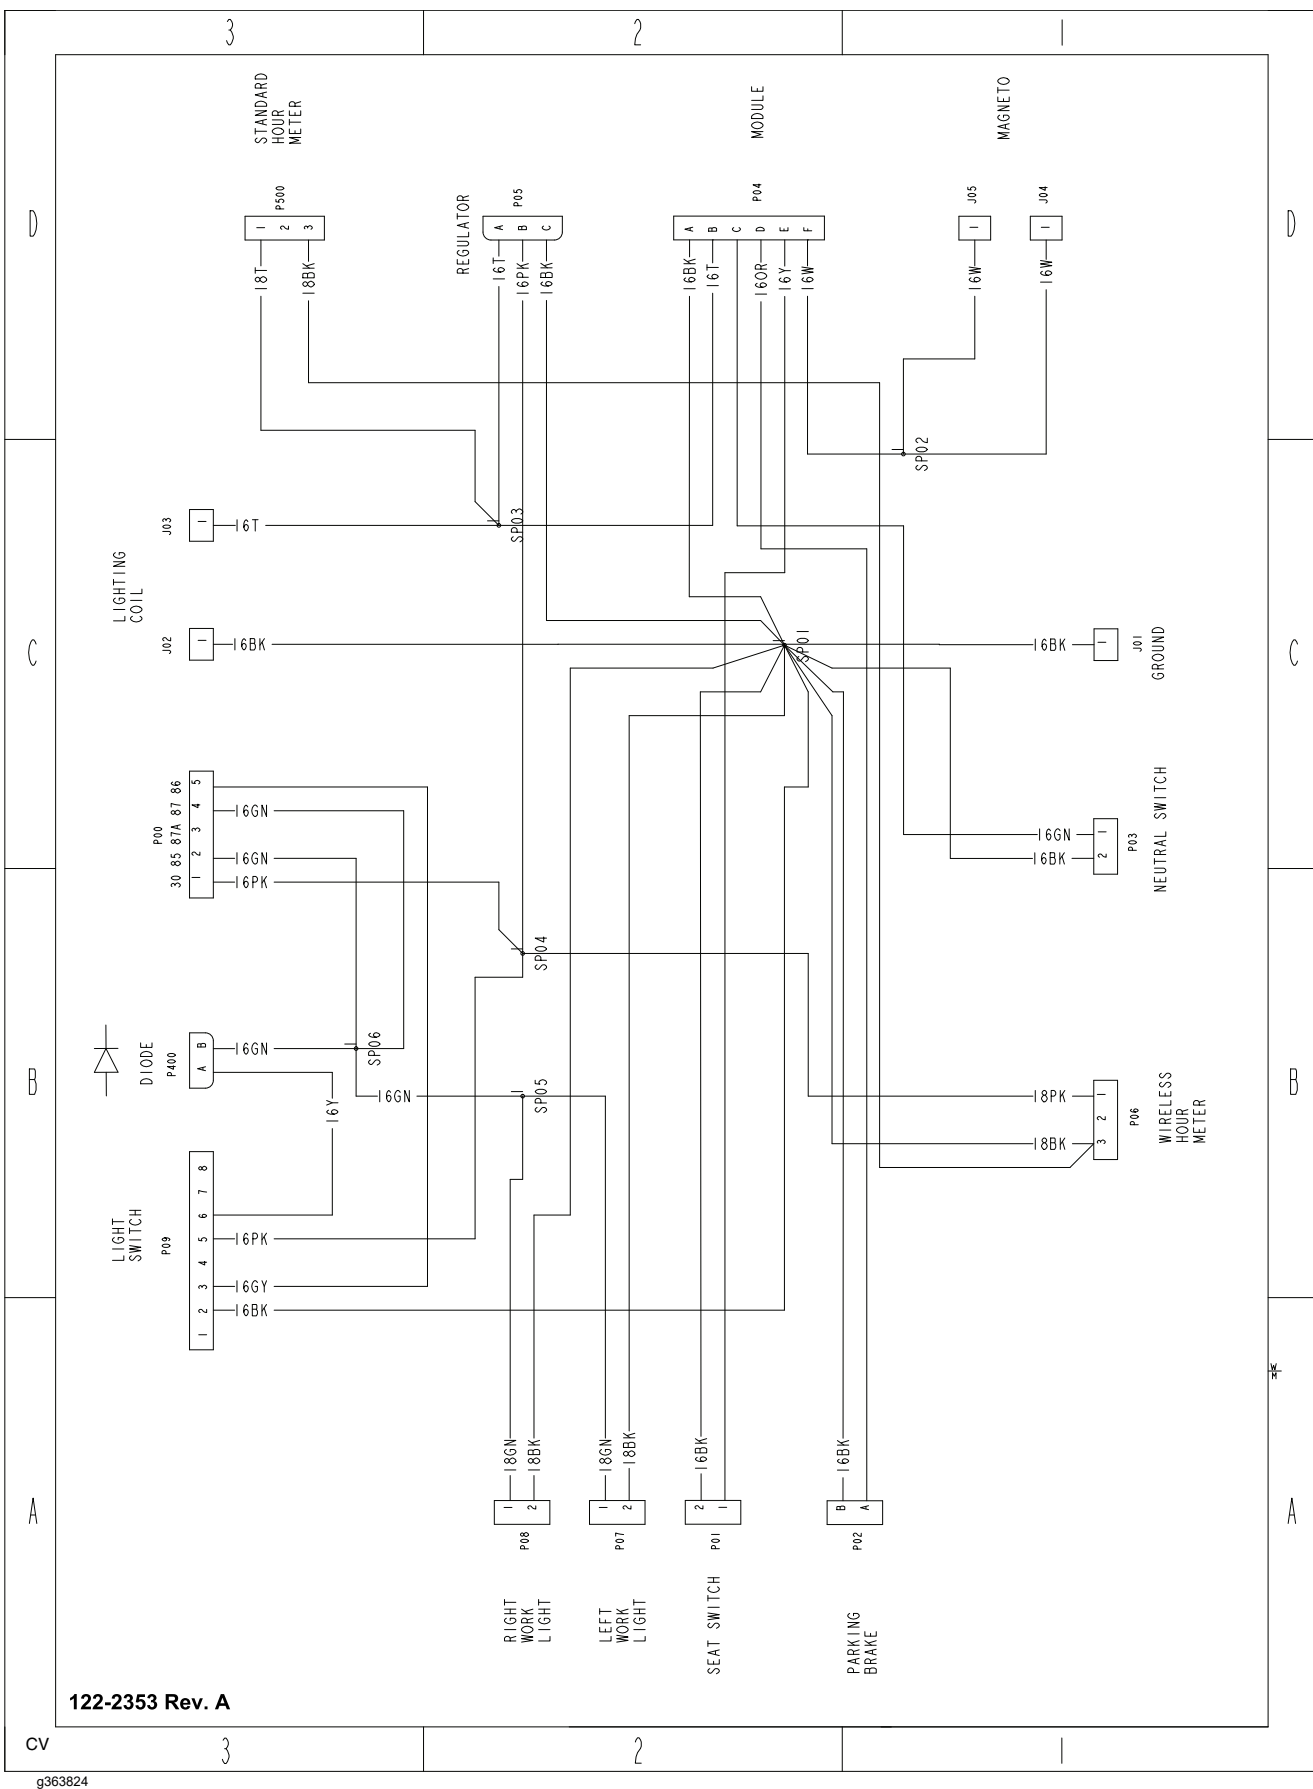 3
2
1
STANDARD
HOUR
METER
MODULE
MAGNETO
P500
1
2
3
REGULATOR
P05
A
B
C
P04
A
B
C
D
E
F
J05
1
J04
1
D
D
18T
18BK
16T
16PK
16BK
16BK
16T
16OR
16Y
16W
16W
16W
SP02
J03
1
16T
SP03
LIGHTING
COIL
J02
1
16BK
SP01
16BK
1
J01
GROUND
C
C
P00
30 85 87A 87 86
1 2 3 4 5
16GN
16GN
16PK
NEUTRAL SWITCH
P03
1
2
16GN
16BK
SP04
DIODE
P400
A
B
16GN
SP06
16GN
16Y
SP05
B
B
18PK
18BK
1
2
3
P06
WIRELESS
HOUR
METER
LIGHT
SWITCH
P09
1 2 3 4 5 6 7 8
16PK
16GY
16BK
W
M
18GN
18BK
18GN
18BK
16BK
16BK
A
A
1
2
P08
1
2
P07
2
1
P01
B
A
P02
RIGHT
WORK
LIGHT
LEFT
WORK
LIGHT
SEAT SWITCH
PARKING
BRAKE
122-2353 Rev. A
CV
3
2
1
g363824